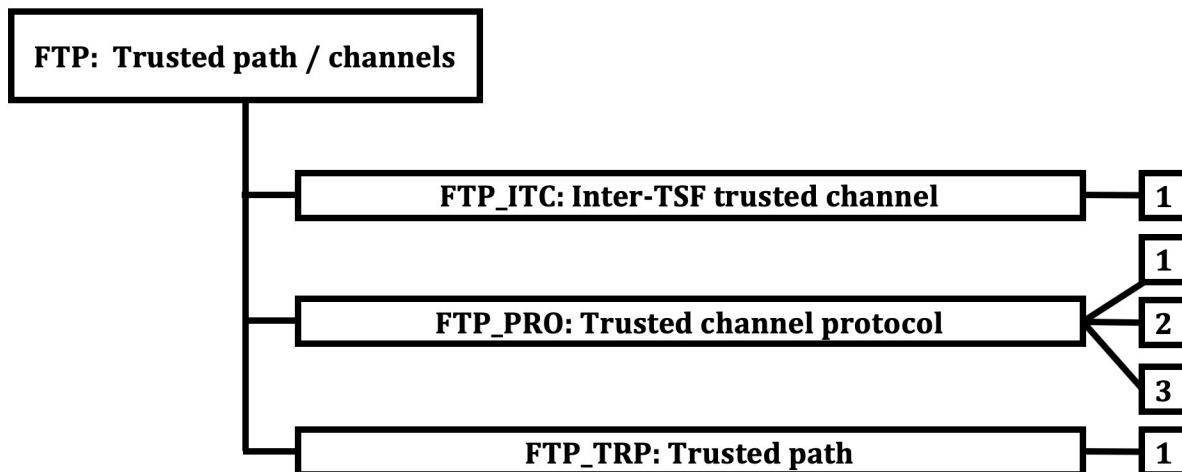 FTP: Trusted path / channels
FTP_ITC: Inter-TSF trusted channel
1
1
FTP_PRO: Trusted channel protocol
2
3
FTP_TRP: Trusted path
1